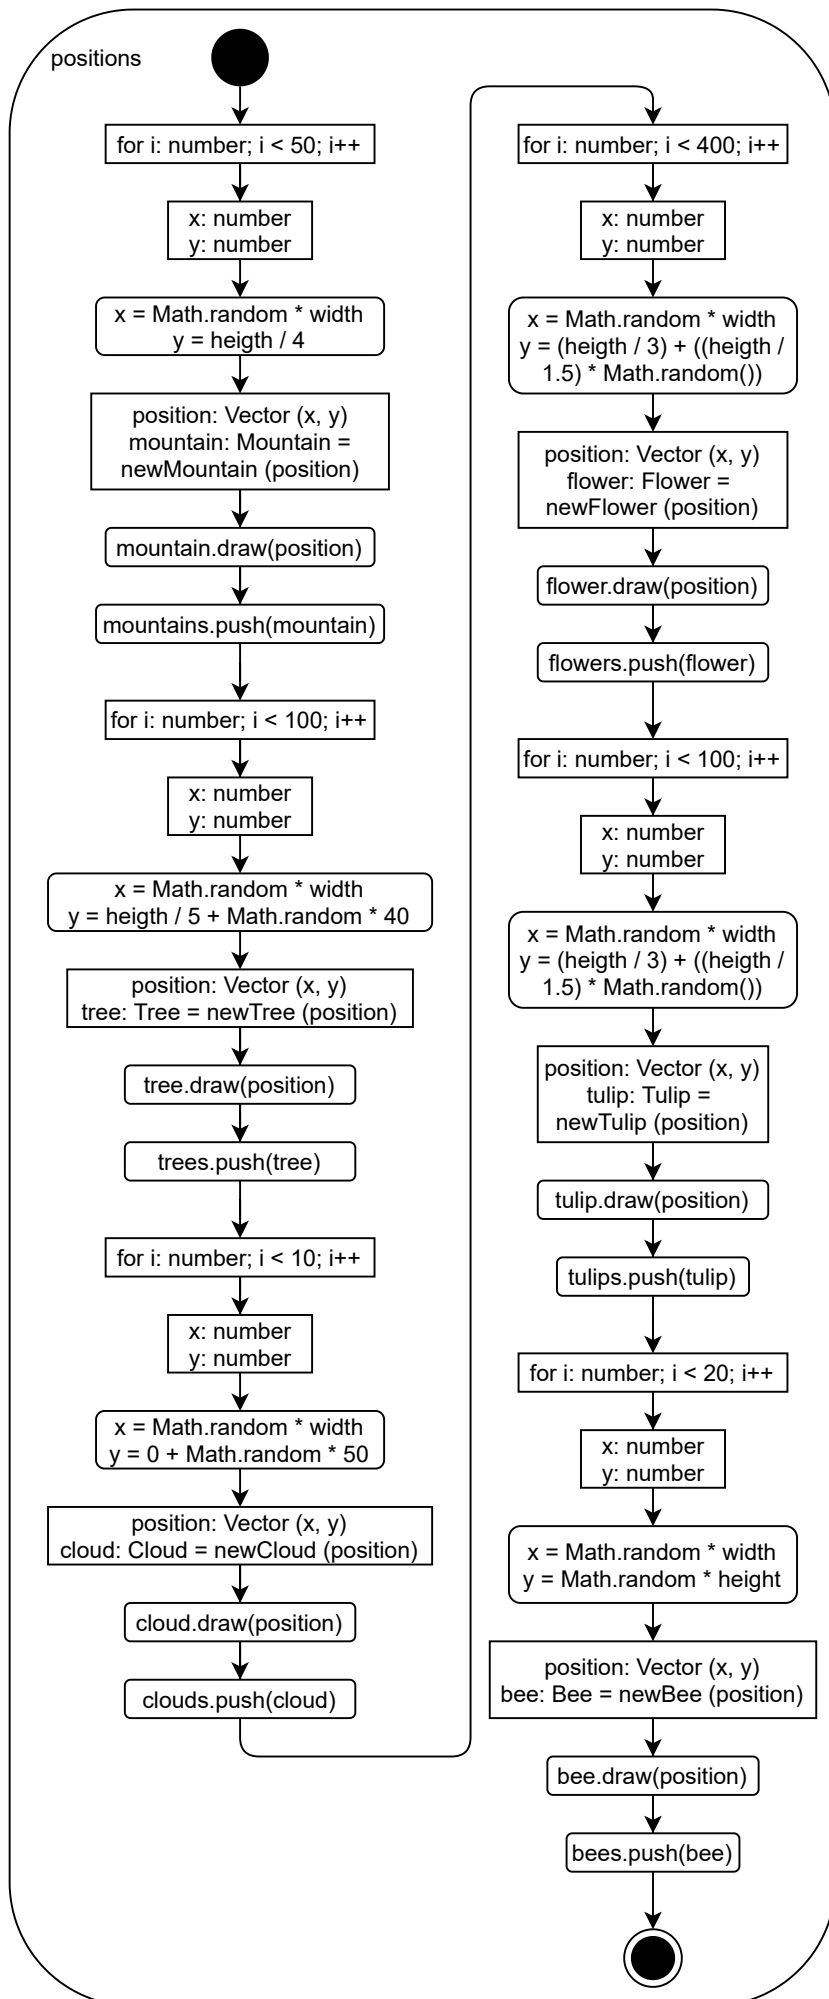 positions
for i: number; i < 50; i++
x: number
y: number
x = Math.random * width
y = heigth / 4
position: Vector (x, y)
mountain: Mountain =
newMountain (position)
mountain.draw(position)
mountains.push(mountain)
for i: number; i < 100; i++
x: number
y: number
x = Math.random * width
y = heigth / 5 + Math.random * 40
position: Vector (x, y)
tree: Tree = newTree (position)
tree.draw(position)
trees.push(tree)
for i: number; i < 10; i++
x: number
y: number
x = Math.random * width
y = 0 + Math.random * 50
position: Vector (x, y)
cloud: Cloud = newCloud (position)
cloud.draw(position)
clouds.push(cloud)
for i: number; i < 400; i++
x: number
y: number
x = Math.random * width
y = (heigth / 3) + ((heigth /
1.5) * Math.random())
position: Vector (x, y)
flower: Flower =
newFlower (position)
flower.draw(position)
flowers.push(flower)
for i: number; i < 100; i++
x: number
y: number
x = Math.random * width
y = (heigth / 3) + ((heigth /
1.5) * Math.random())
position: Vector (x, y)
tulip: Tulip =
newTulip (position)
tulip.draw(position)
tulips.push(tulip)
for i: number; i < 20; i++
x: number
y: number
x = Math.random * width
y = Math.random * height
position: Vector (x, y)
bee: Bee = newBee (position)
bee.draw(position)
bees.push(bee)